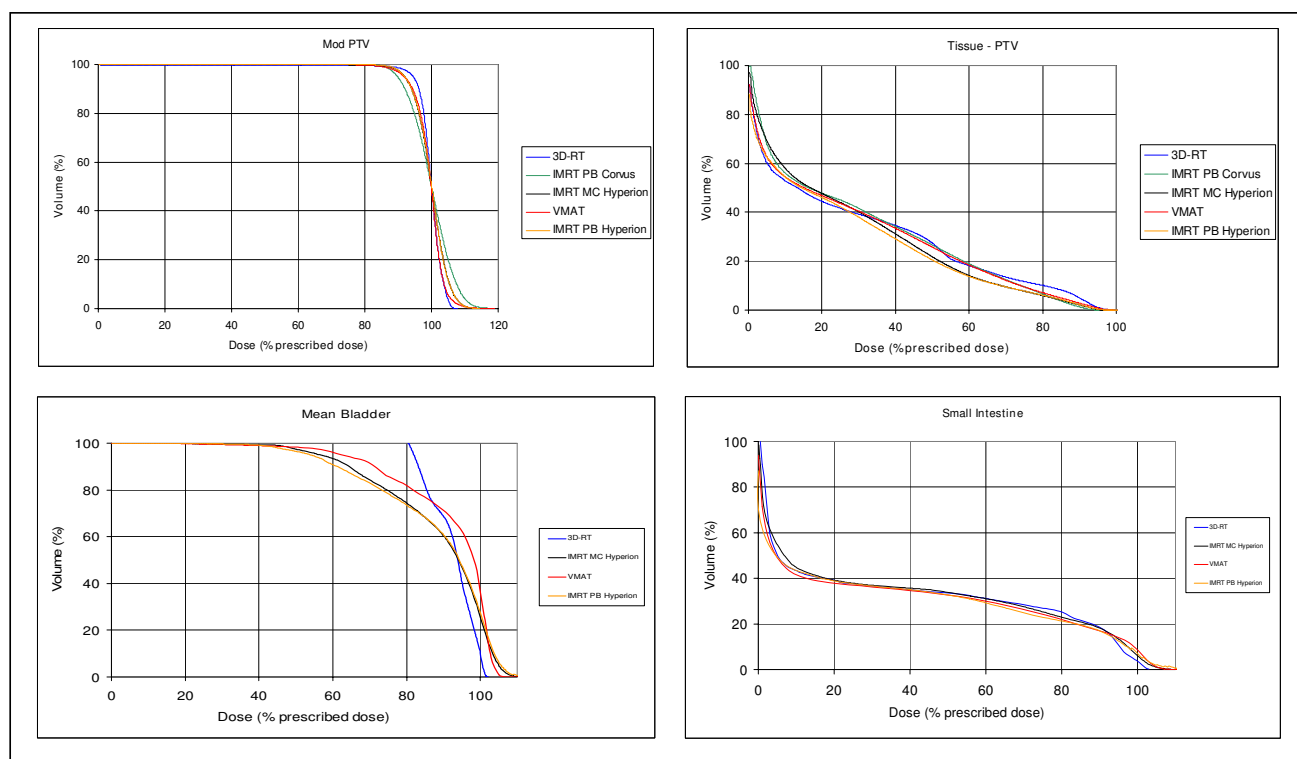 Mod PTV
100
80
60
40
20
0
Volume (%)
0 20 40 60 80 100 120
Dose (% prescribed dose)
3D-RT
IMRT PB Corvus
IMRT MC Hyperion
VMAT
IMRT PB Hyperion
Tissue - PTV
100
80
60
40
20
0
Volume (%)
0 20 40 60 80 100
Dose (%prescribed dose)
3D-RT
IMRT PB Corvus
IMRT MC Hyperion
VMAT
IMRT PB Hyperion
Mean Bladder
100
80
60
40
20
0
Volume (%)
0 20 40 60 80 100
Dose (% prescribed dose)
3D-RT
IMRT MC Hyperion
VMAT
IMRT PB Hyperion
Small Intestine
100
80
60
40
20
0
Volume (%)
0 20 40 60 80 100
Dose (% prescribed dose)
3D-RT
IMRT MC Hyperion
VMAT
IMRT PB Hyperion